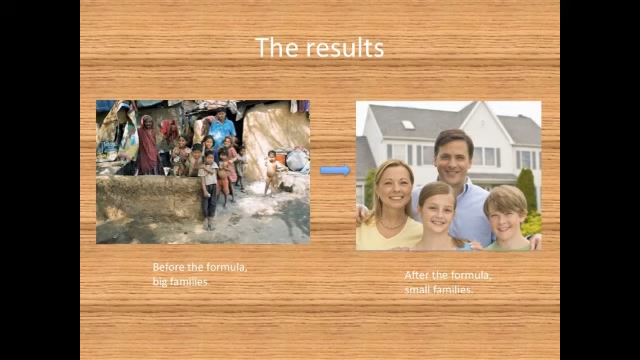 The results
Before the formula,
big families.
After the formula,
small families.